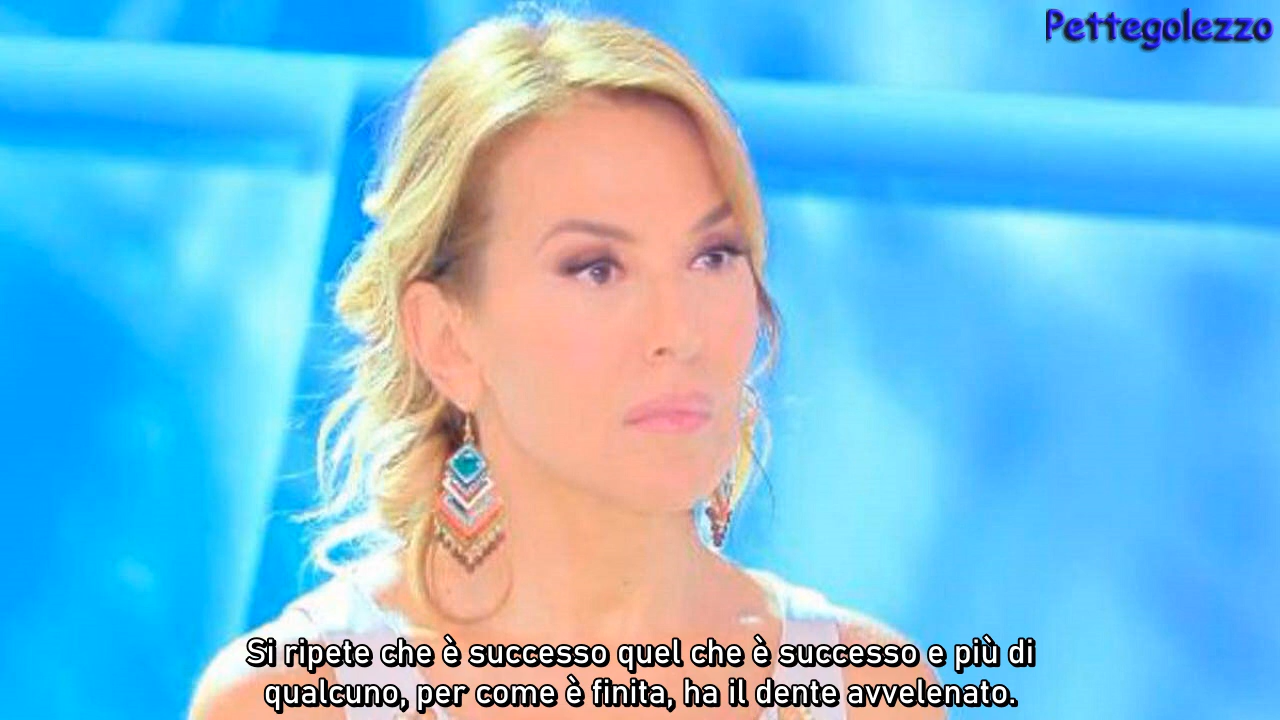 Pettegolezzo
Si ripete che è successo quel che è successo e più di
qualcuno, per come è finita, ha il dente avvelenato.